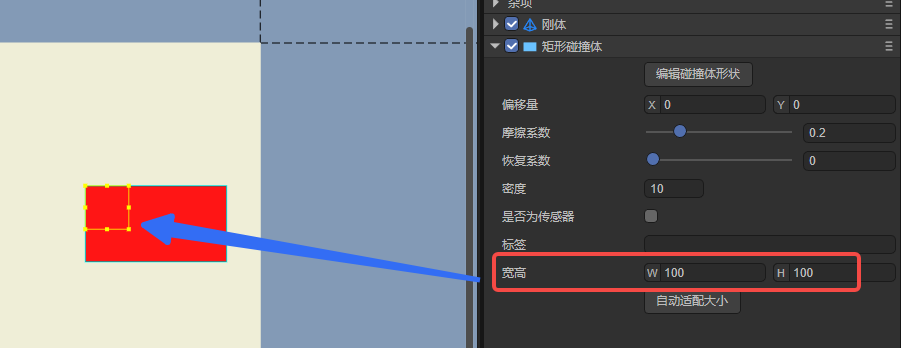 杂项
刚体
矩形碰撞体
编辑碰撞体形状
偏移量 X 0 Y 0
摩擦系数 0.2
恢复系数 0
密度 10
是否为传感器
标签
宽高 W 100 H 100
自动适配大小